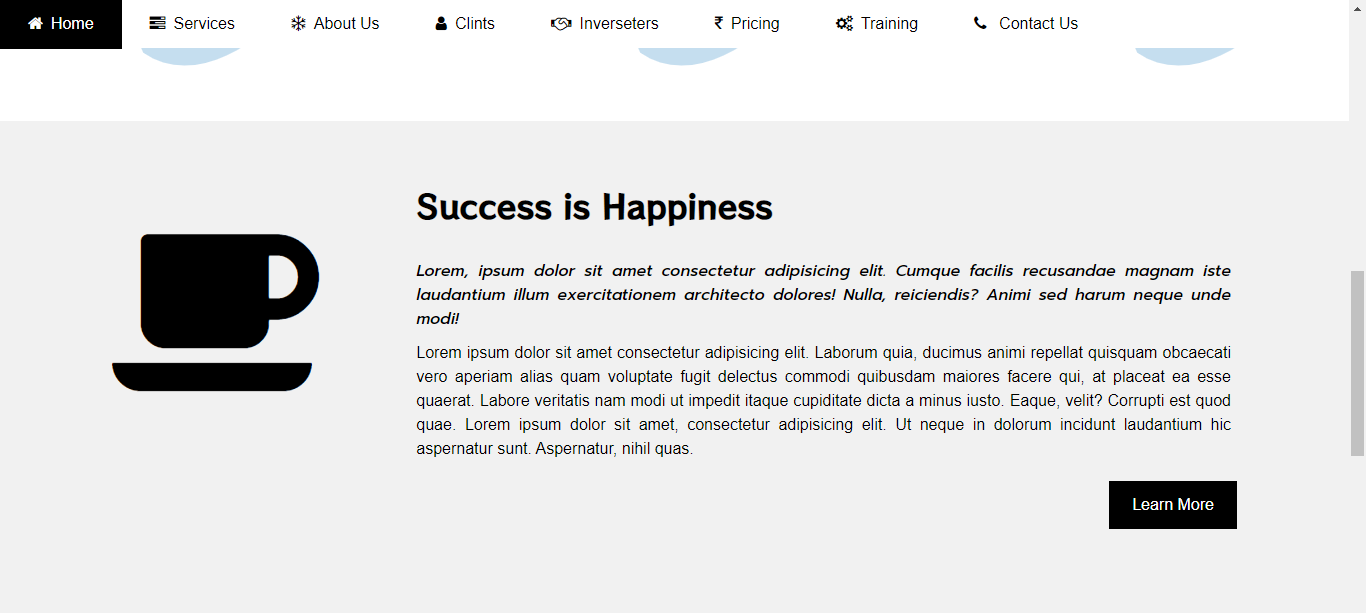 Home Services About Us Clints Inverseters ₹ Pricing Training Contact Us
Success is Happiness
Lorem, ipsum dolor sit amet consectetur adipisicing elit. Cumque facilis recusandae magnam iste
laudantium illum exercitationem architecto dolores! Nulla, reiciendis? Animi sed harum neque unde
modi!
Lorem ipsum dolor sit amet consectetur adipisicing elit. Laborum quia, ducimus animi repellat quisquam obcaecati
vero aperiam alias quam voluptate fugit delectus commodi quibusdam maiores facere qui, at placeat ea esse
quaerat. Labore veritatis nam modi ut impedit itaque cupiditate dicta a minus iusto. Eaque, velit? Corrupti est quod
quae. Lorem ipsum dolor sit amet, consectetur adipisicing elit. Ut neque in dolorum incidunt laudantium hic
aspernatur sunt. Aspernatur, nihil quas.
Learn More